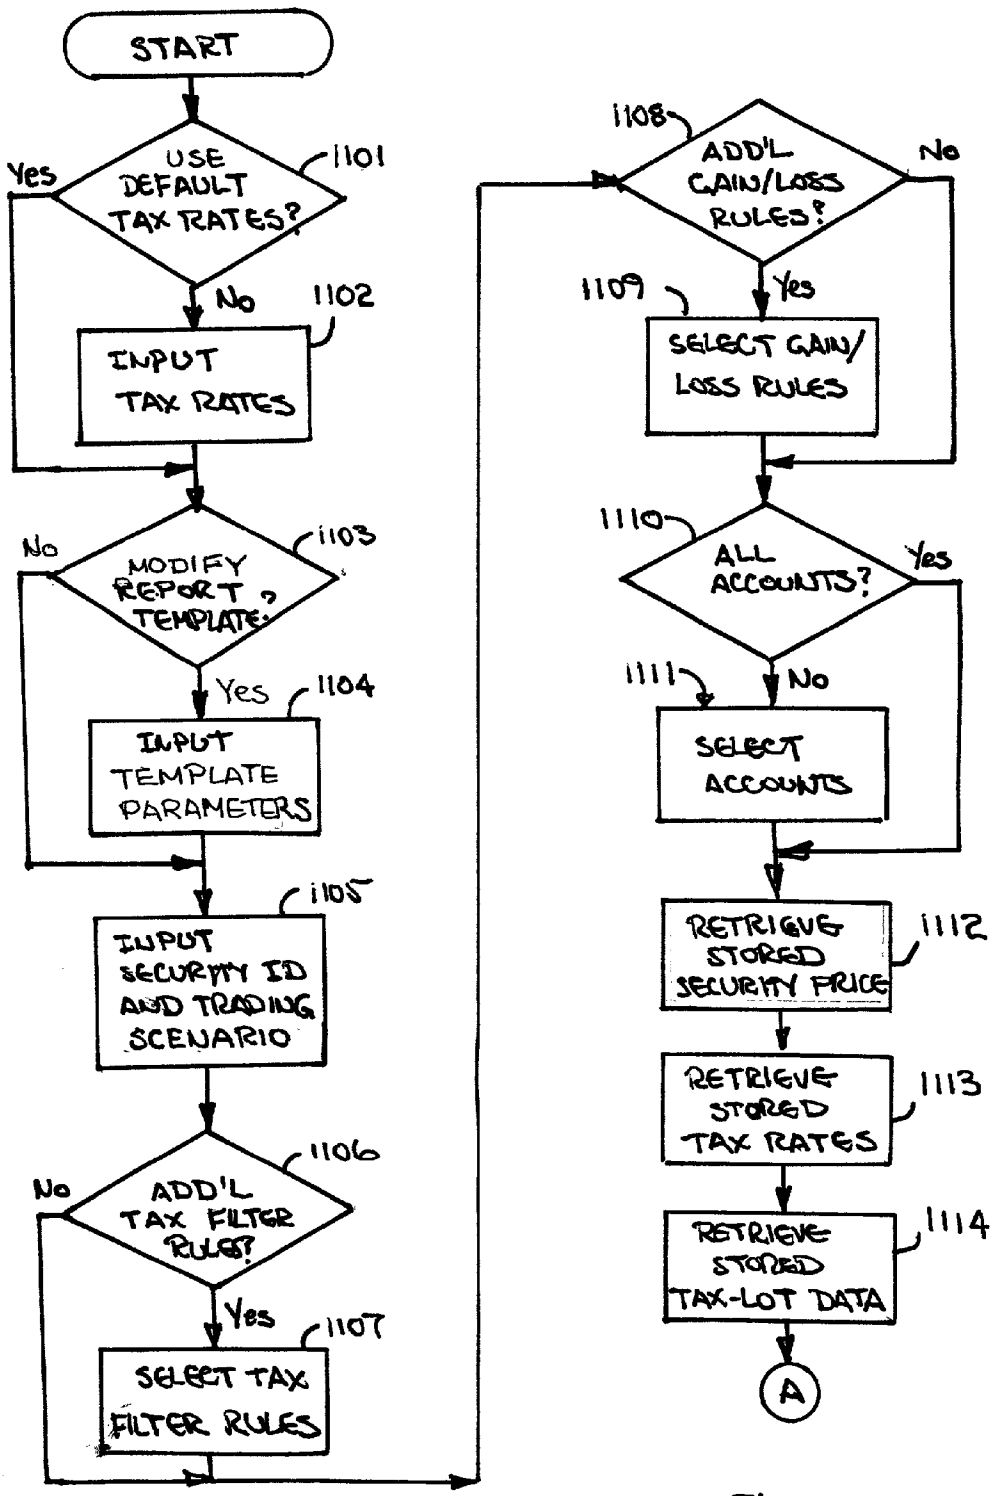 START
1101
Yes
USE
DEFAULT
TAX RATES?
No
1102
INPUT
TAX RATES
1103
No
MODIFY
REPORT
TEMPLATE?
Yes
1104
INPUT
TEMPLATE
PARAMETERS
1105
INPUT
SECURITY ID
AND TRADING
SCENARIO
1106
No
ADD'L
TAX FILTER
RULES?
Yes
1107
SELECT TAX
FILTER RULES
1108
No
ADD'L
GAIN/LOSS
RULES?
Yes
1109
SELECT GAIN/
LOSS RULES
1110
Yes
ALL
ACCOUNTS?
No
1111
SELECT
ACCOUNTS
1112
RETRIEVE
STORED
SECURITY PRICE
1113
RETRIEVE
STORED
TAX RATES
1114
RETRIEVE
STORED
TAX-LOT DATA
A